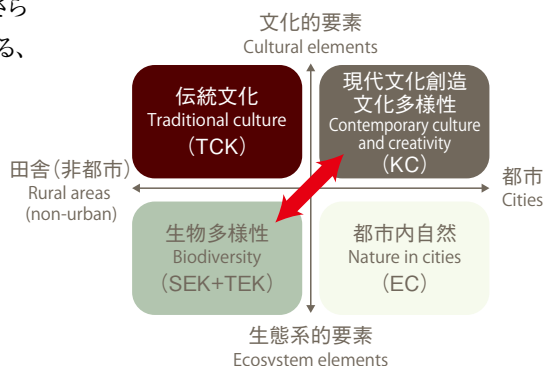 る、
文化的要素
Cultural elements
伝統文化
Traditional culture
(TCK)
現代文化創造
文化多様性
Contemporary culture
and creativity
(KC)
田舎(非都市)
Rural areas
(non-urban)
都市
Cities
生物多様性
Biodiversity
(SEK+TEK)
都市内自然
Nature in cities
(EC)
生態系的要素
Ecosystem elements